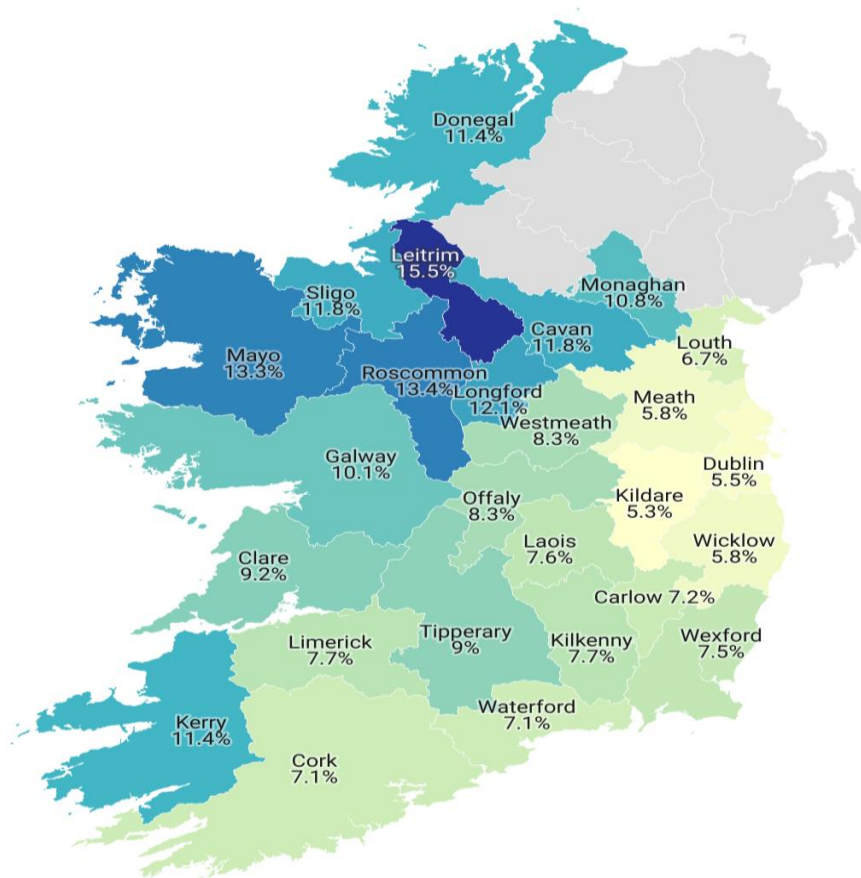 Donegal
11.4%
Leitrim
15.5%
Monaghan
10.8%
Sligo
11.8%
Cavan
11.8%
Louth
6.7%
Mayo
13.3%
Roscommon
13.4%
Longford
12.1%
Meath
5.8%
Westmeath
8.3%
Galway
10.1%
Dublin
5.5%
Kildare
5.3%
Offaly
8.3%
Laois
7.6%
Wicklow
5.8%
Clare
9.2%
Carlow 7.2%
Tipperary
9%
Limerick
7.7%
Kilkenny
7.7%
Wexford
7.5%
Waterford
7.1%
Kerry
11.4%
Cork
7.1%